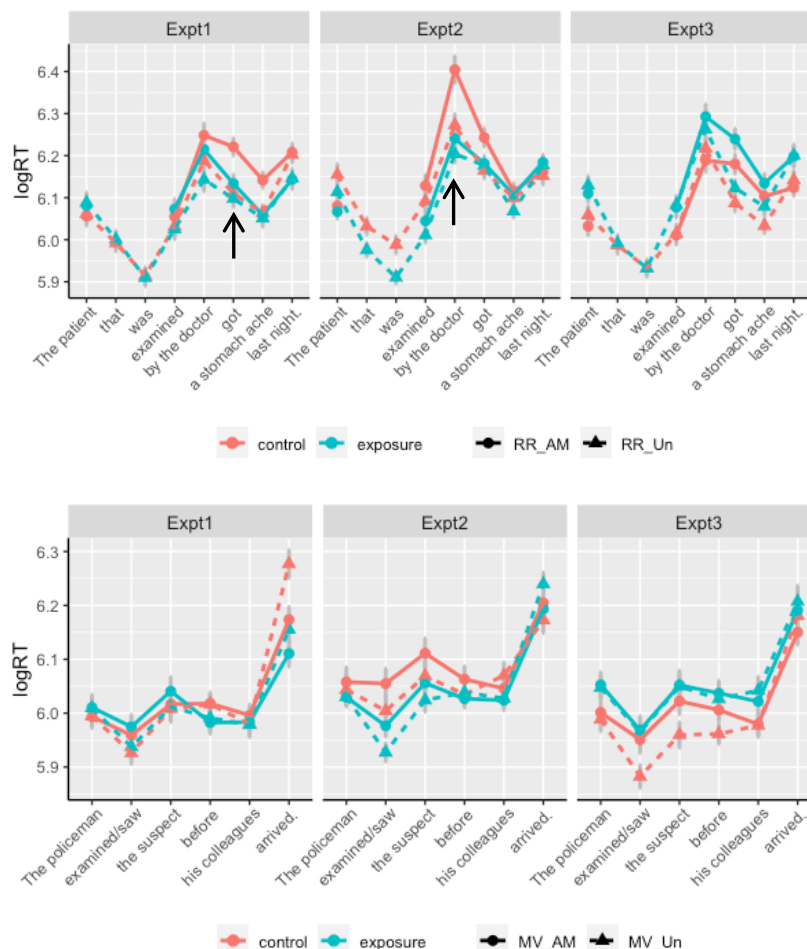 Expt1 Expt2 Expt3
logRT
6.4
6.3
6.2
6.1
6.0
5.9
The patient that was examined by the doctor got a stomach ache last night.
The patient that was examined by the doctor got a stomach ache last night.
The patient that was examined by the doctor got a stomach ache last night.
control exposure RR_AM RR_Un
Expt1 Expt2 Expt3
logRT
6.3
6.2
6.1
6.0
5.9
The policeman examined/saw the suspect before his colleagues arrived.
The policeman examined/saw the suspect before his colleagues arrived.
The policeman examined/saw the suspect before his colleagues arrived.
control exposure MV_AM MV_Un